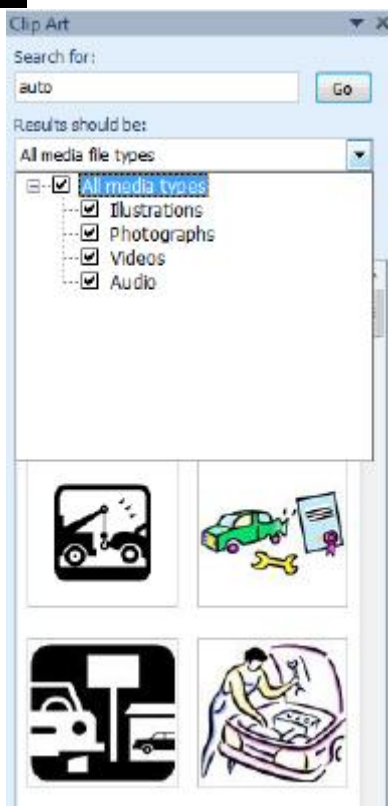 Clip Art
Search for:
auto
Go
Results should be:
All media file types
All media types
Illustrations
Photographs
Videos
Audio